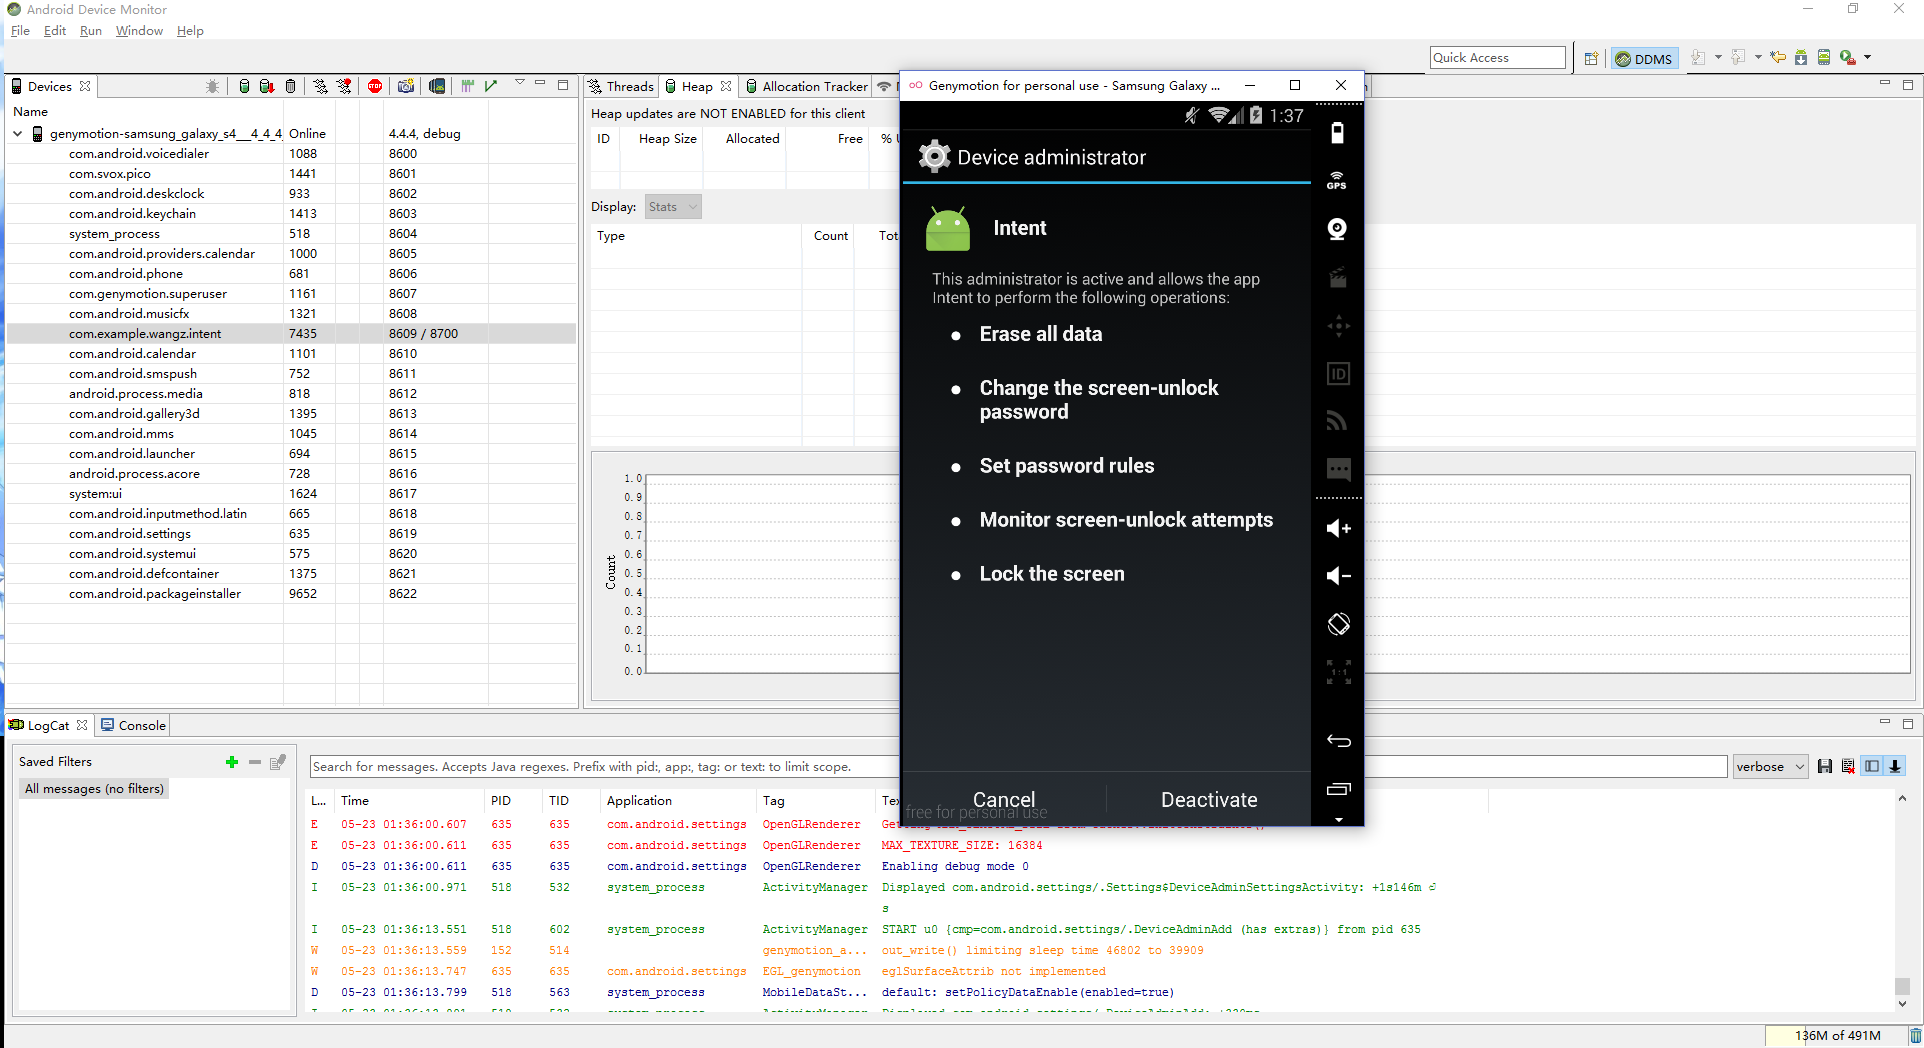 Android Device Monitor
File Edit Run Window Help
Quick Access
DDMS
Devices
Name
genymotion-samsung_galaxy_s4__4_4_4 Online 4.4.4, debug
com.android.voicedialer 1088 8600
com.svox.pico 1441 8601
com.android.deskclock 933 8602
com.android.keychain 1413 8603
system_process 518 8604
com.android.providers.calendar 1000 8605
com.android.phone 681 8606
com.genymotion.superuser 1161 8607
com.android.musicfx 1321 8608
com.example.wangz.intent 7435 8609 / 8700
com.android.calendar 1101 8610
com.android.smspush 752 8611
android.process.media 818 8612
com.android.gallery3d 1395 8613
com.android.mms 1045 8614
com.android.launcher 694 8615
android.process.acore 728 8616
system:ui 1624 8617
com.android.inputmethod.latin 665 8618
com.android.settings 635 8619
com.android.systemui 575 8620
com.android.defcontainer 1375 8621
com.android.packageinstaller 9652 8622
Threads Heap Allocation Tracker
Heap updates are NOT ENABLED for this client
ID Heap Size Allocated Free %
Display: Stats
Type Count Tot
1.0
0.9
0.8
0.7
0.6
0.5
0.4
0.3
0.2
0.1
0.0
Count
Genymotion for personal use - Samsung Galaxy ...
1:37
Device administrator
Intent
This administrator is active and allows the app
Intent to perform the following operations:
• Erase all data
• Change the screen-unlock
password
• Set password rules
• Monitor screen-unlock attempts
• Lock the screen
Cancel Deactivate
free for personal use
GPS
ID
1:1
LogCat Console
Saved Filters
All messages (no filters)
Search for messages. Accepts Java regexes. Prefix with pid:, app:, tag: or text: to limit scope.
verbose
L... Time PID TID Application Tag
E 05-23 01:36:00.607 635 635 com.android.settings OpenGLRenderer
E 05-23 01:36:00.611 635 635 com.android.settings OpenGLRenderer MAX_TEXTURE_SIZE: 16384
D 05-23 01:36:00.611 635 635 com.android.settings OpenGLRenderer Enabling debug mode 0
I 05-23 01:36:00.971 518 532 system_process ActivityManager Displayed com.android.settings/.Settings$DeviceAdminSettingsActivity: +1s146m
s
I 05-23 01:36:13.551 518 602 system_process ActivityManager START u0 {cmp=com.android.settings/.DeviceAdminAdd (has extras)} from pid 635
W 05-23 01:36:13.559 152 514 genymotion_a... out_write() limiting sleep time 46802 to 39909
W 05-23 01:36:13.747 635 635 com.android.settings EGL_genymotion eglSurfaceAttrib not implemented
D 05-23 01:36:13.799 518 563 system_process MobileDataSt... default: setPolicyDataEnable(enabled=true)
136M of 491M